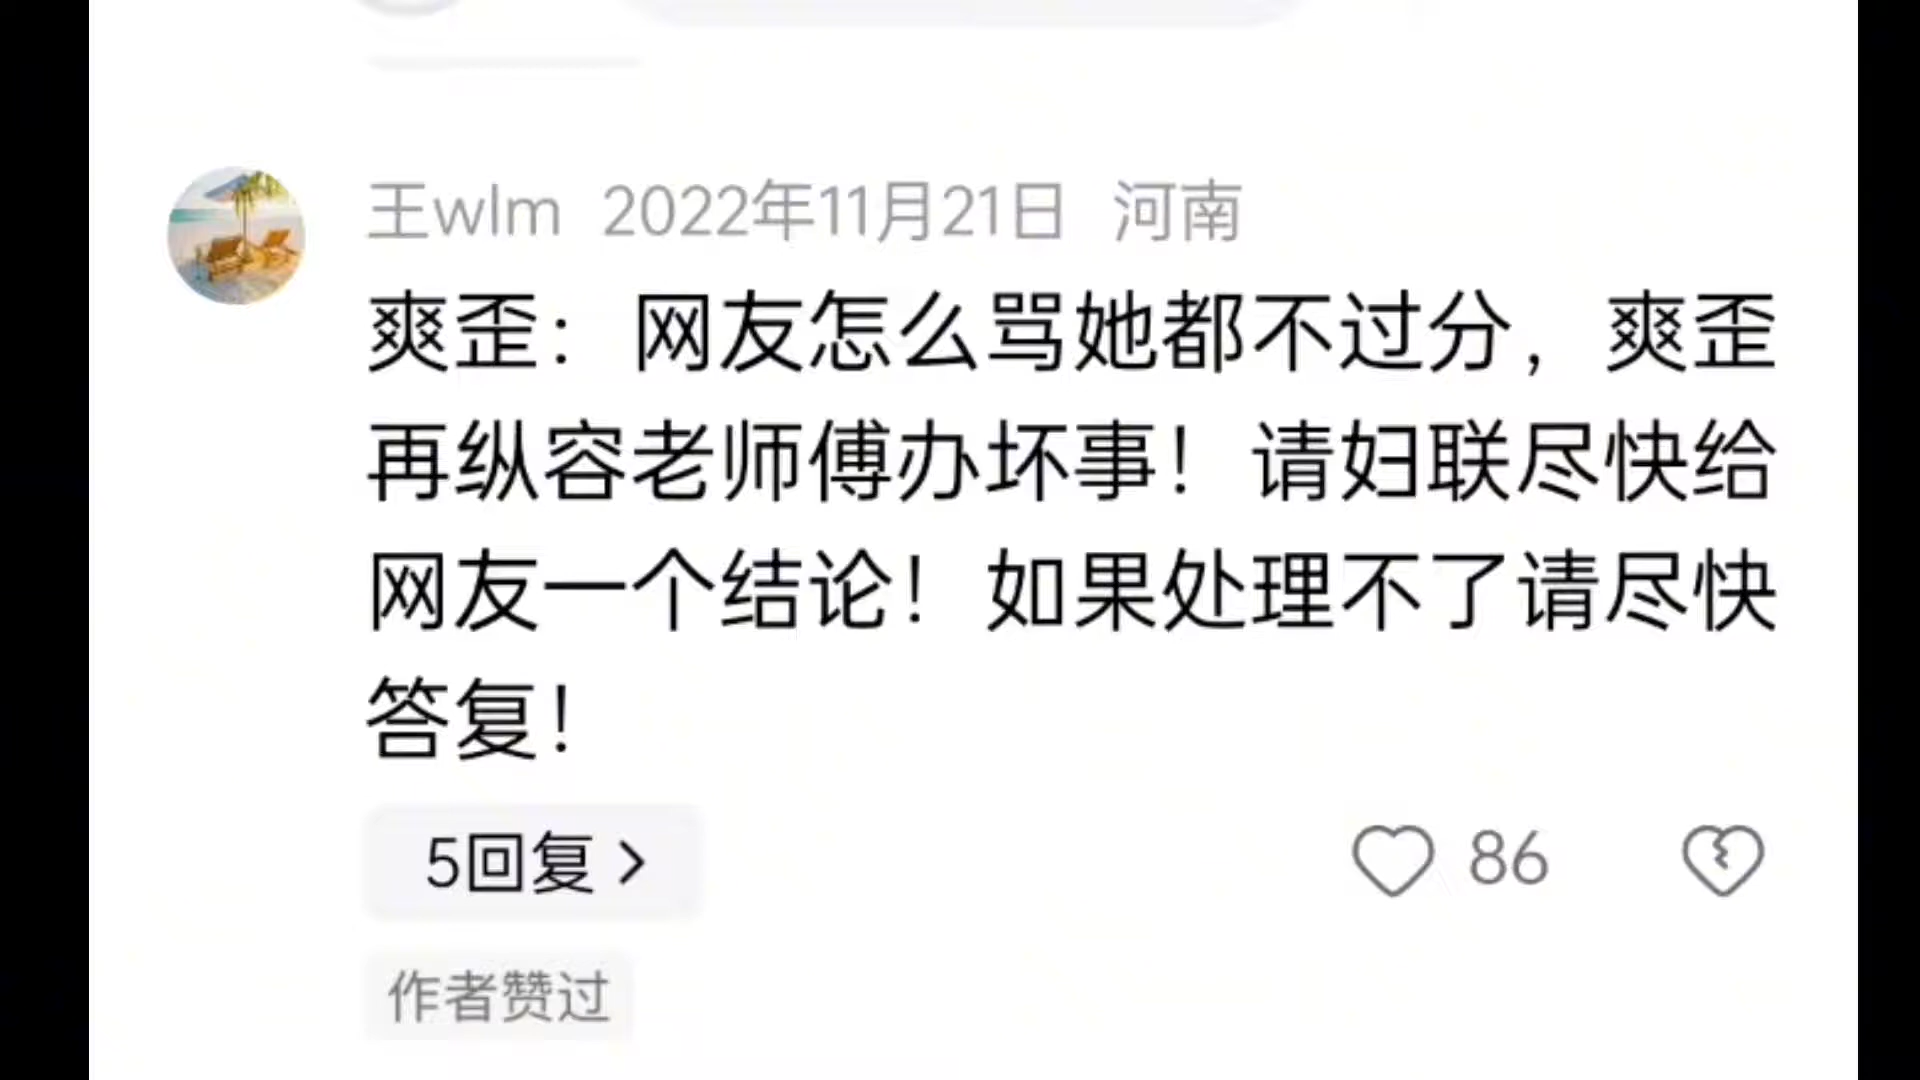 王wlm 2022年11月21日 河南
爽歪：网友怎么骂她都不过分，爽歪
再纵容老师傅办坏事！请妇联尽快给
网友一个结论！如果处理不了请尽快
答复！
5回复 >
86
作者赞过